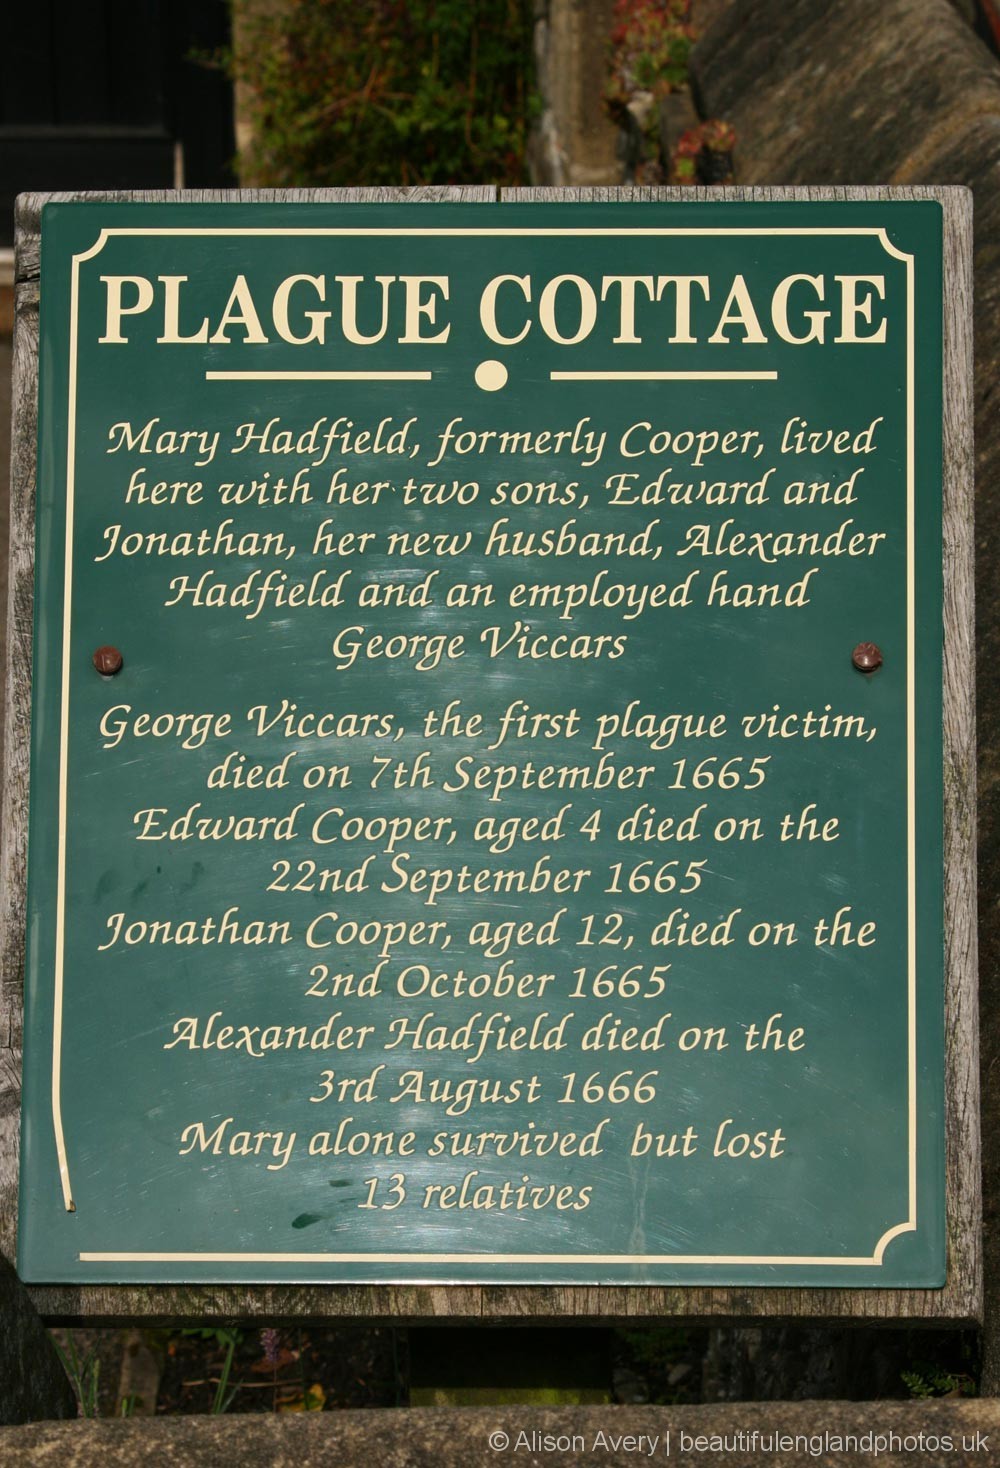 PLAGUE COTTAGE
Mary Hadfield, formerly Cooper, lived
here with her two sons, Edward and
Jonathan, her new husband, Alexander
Hadfield and an employed hand
George Viccars
George Viccars, the first plague victim,
died on 7th September 1665
Edward Cooper, aged 4 died on the
22nd September 1665
Jonathan Cooper, aged 12, died on the
2nd October 1665
Alexander Hadfield died on the
3rd August 1666
Mary alone survived but lost
13 relatives
© Alison Avery | beautifulenglandphotos.uk